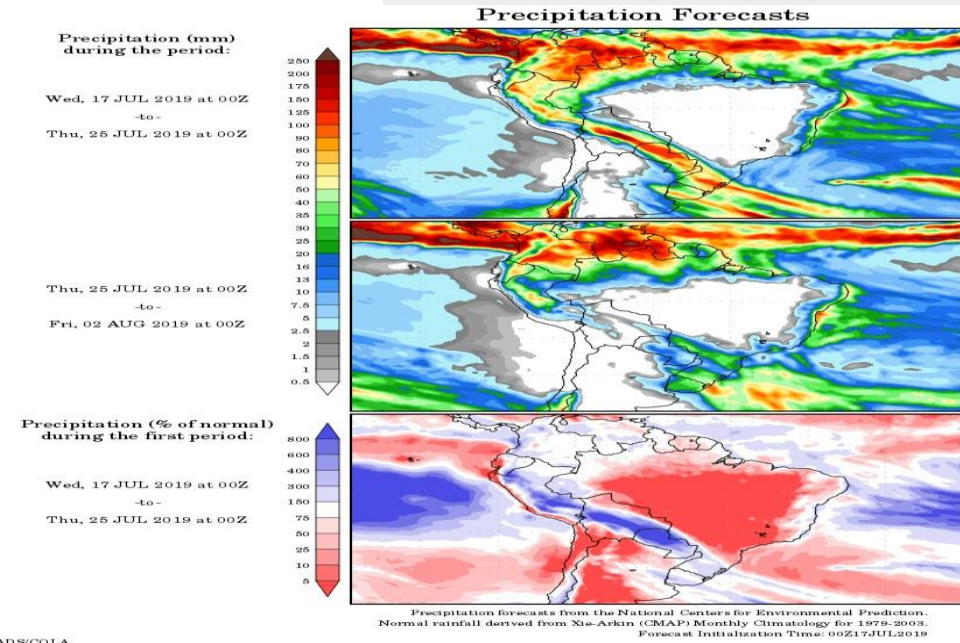 Precipitation Forecasts
Precipitation (mm)
during the period:
Wed, 17 JUL 2019 at 00Z
-to-
Thu, 25 JUL 2019 at 00Z
250
200
175
150
125
100
90
80
70
60
50
40
35
30
25
20
16
13
10
7.5
5
2.5
2
1.5
1
0.5
Thu, 25 JUL 2019 at 00Z
-to-
Fri, 02 AUG 2019 at 00Z
Precipitation (% of normal)
during the first period:
Wed, 17 JUL 2019 at 00Z
-to-
Thu, 25 JUL 2019 at 00Z
800
600
400
300
150
75
50
25
10
5
Precipitation forecasts from the National Centers for Environmental Prediction.
Normal rainfall derived from Xie-Arkin (CMAP) Monthly Climatology for 1979-2003.
Forecast Initialization Time: 00Z17JUL2019
ADS/COLA